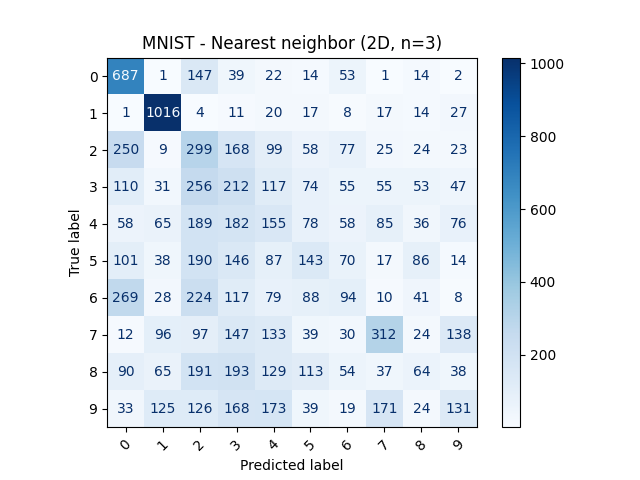 MNIST - Nearest neighbor (2D, n=3)
True label
0 687 1 147 39 22 14 53 1 14 2
1 1 1016 4 11 20 17 8 17 14 27
2 250 9 299 168 99 58 77 25 24 23
3 110 31 256 212 117 74 55 55 53 47
4 58 65 189 182 155 78 58 85 36 76
5 101 38 190 146 87 143 70 17 86 14
6 269 28 224 117 79 88 94 10 41 8
7 12 96 97 147 133 39 30 312 24 138
8 90 65 191 193 129 113 54 37 64 38
9 33 125 126 168 173 39 19 171 24 131
0 1 2 3 4 5 6 7 8 9
Predicted label
1000
800
600
400
200